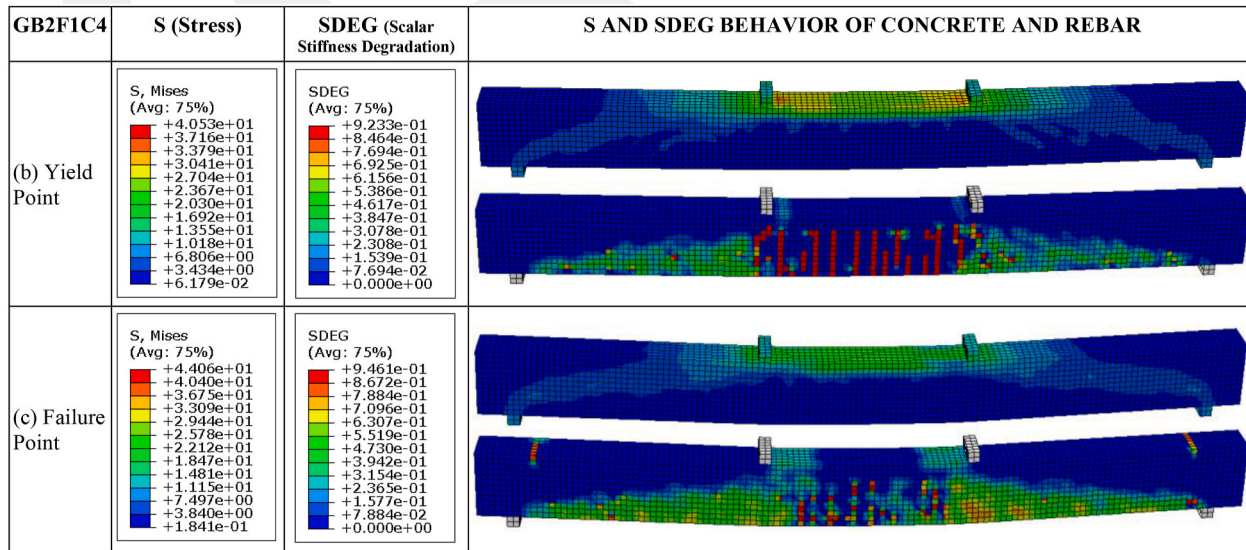 GB2F1C4
S (Stress)
SDEG (Scalar
Stiffness Degradation)
S AND SDEG BEHAVIOR OF CONCRETE AND REBAR
(b) Yield
Point
S, Mises
(Avg: 75%)
+4.053e+01
+3.716e+01
+3.379e+01
+3.041e+01
+2.704e+01
+2.367e+01
+2.030e+01
+1.692e+01
+1.355e+01
+1.018e+01
+6.806e+00
+3.434e+00
+6.179e-02
SDEG
(Avg: 75%)
+9.233e-01
+8.464e-01
+7.694e-01
+6.925e-01
+6.156e-01
+5.386e-01
+4.617e-01
+3.847e-01
+3.078e-01
+2.308e-01
+1.539e-01
+7.694e-02
+0.000e+00
(c) Failure
Point
S, Mises
(Avg: 75%)
+4.406e+01
+4.040e+01
+3.675e+01
+3.309e+01
+2.944e+01
+2.578e+01
+2.212e+01
+1.847e+01
+1.481e+01
+1.115e+01
+7.497e+00
+3.840e+00
+1.841e-01
SDEG
(Avg: 75%)
+9.461e-01
+8.672e-01
+7.884e-01
+7.096e-01
+6.307e-01
+5.519e-01
+4.730e-01
+3.942e-01
+3.154e-01
+2.365e-01
+1.577e-01
+7.884e-02
+0.000e+00